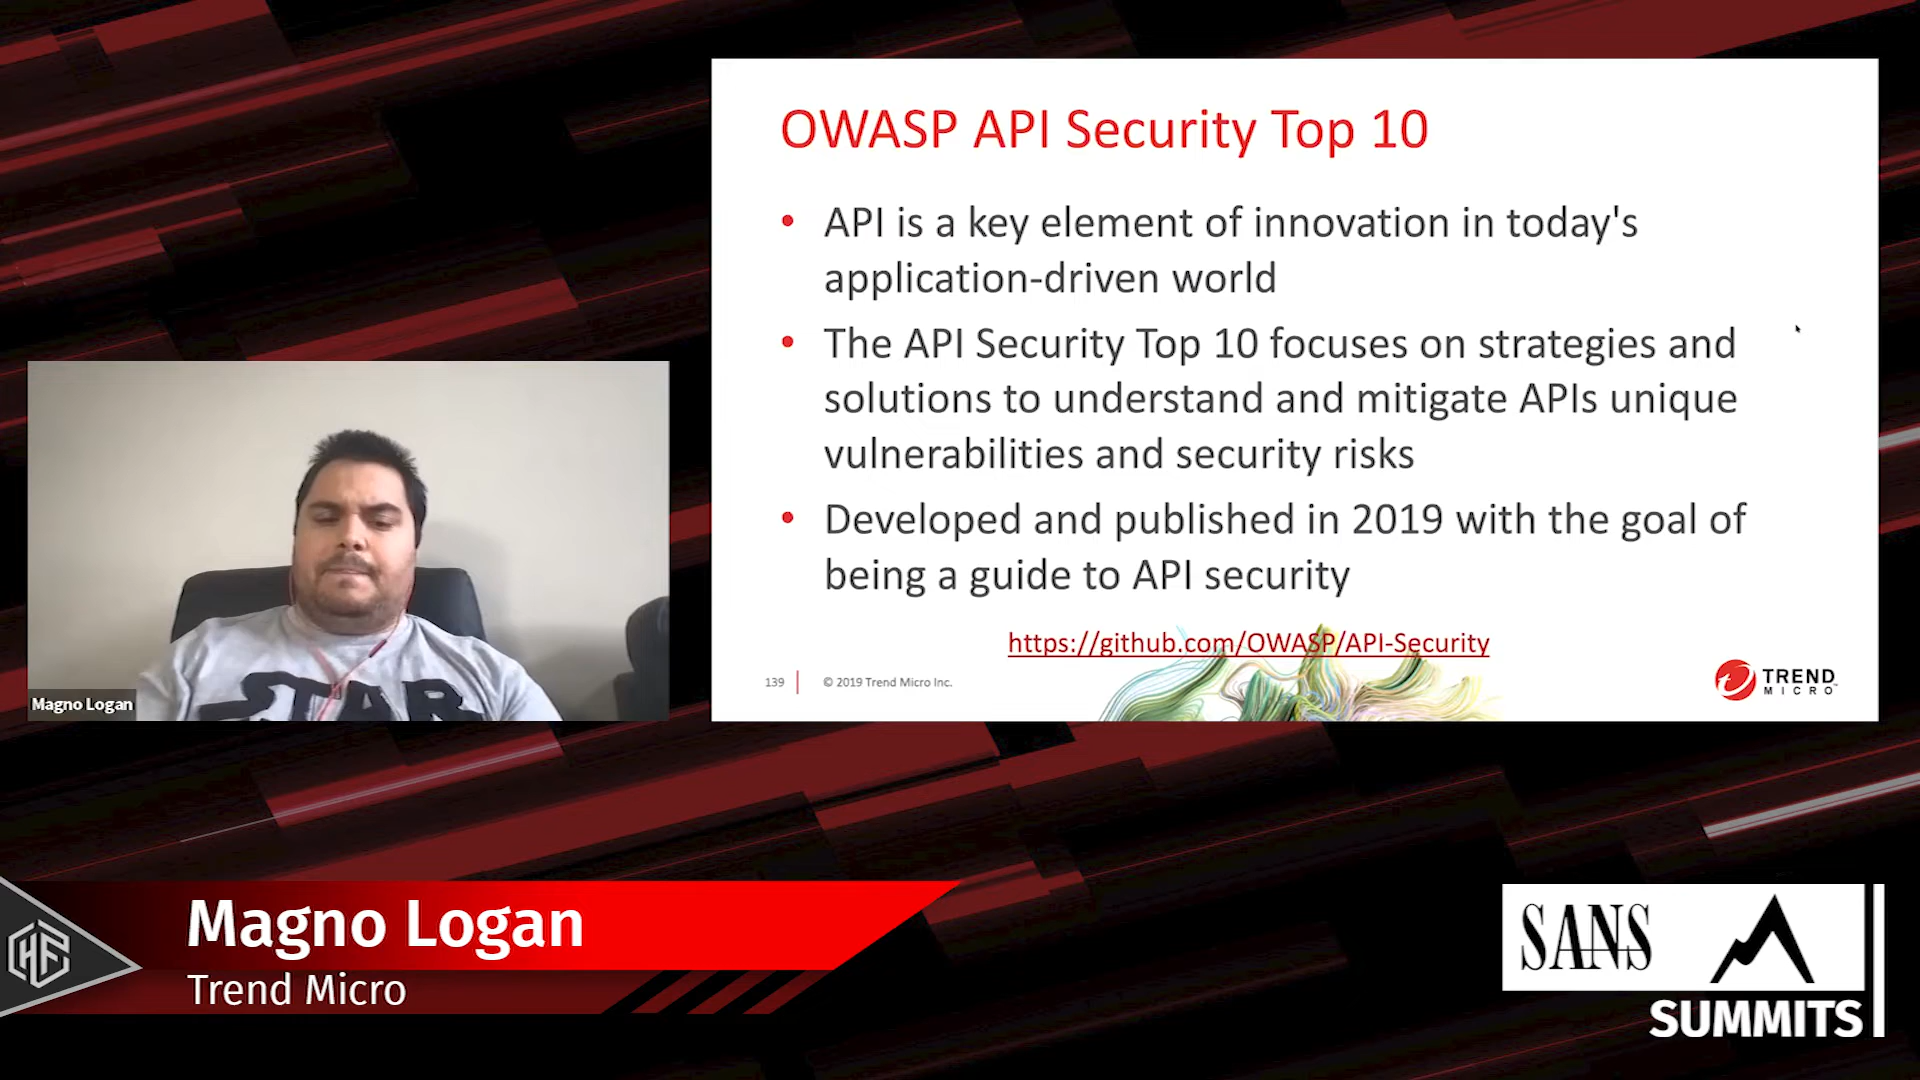 OWASP API Security Top 10
• API is a key element of innovation in today's
application-driven world
• The API Security Top 10 focuses on strategies and
solutions to understand and mitigate APIs unique
vulnerabilities and security risks
• Developed and published in 2019 with the goal of
being a guide to API security
https://github.com/OWASP/API-Security
139
© 2019 Trend Micro Inc.
TREND
MICRO™
STAR
Magno Logan
Magno Logan
Trend Micro
SANS
SUMMITS